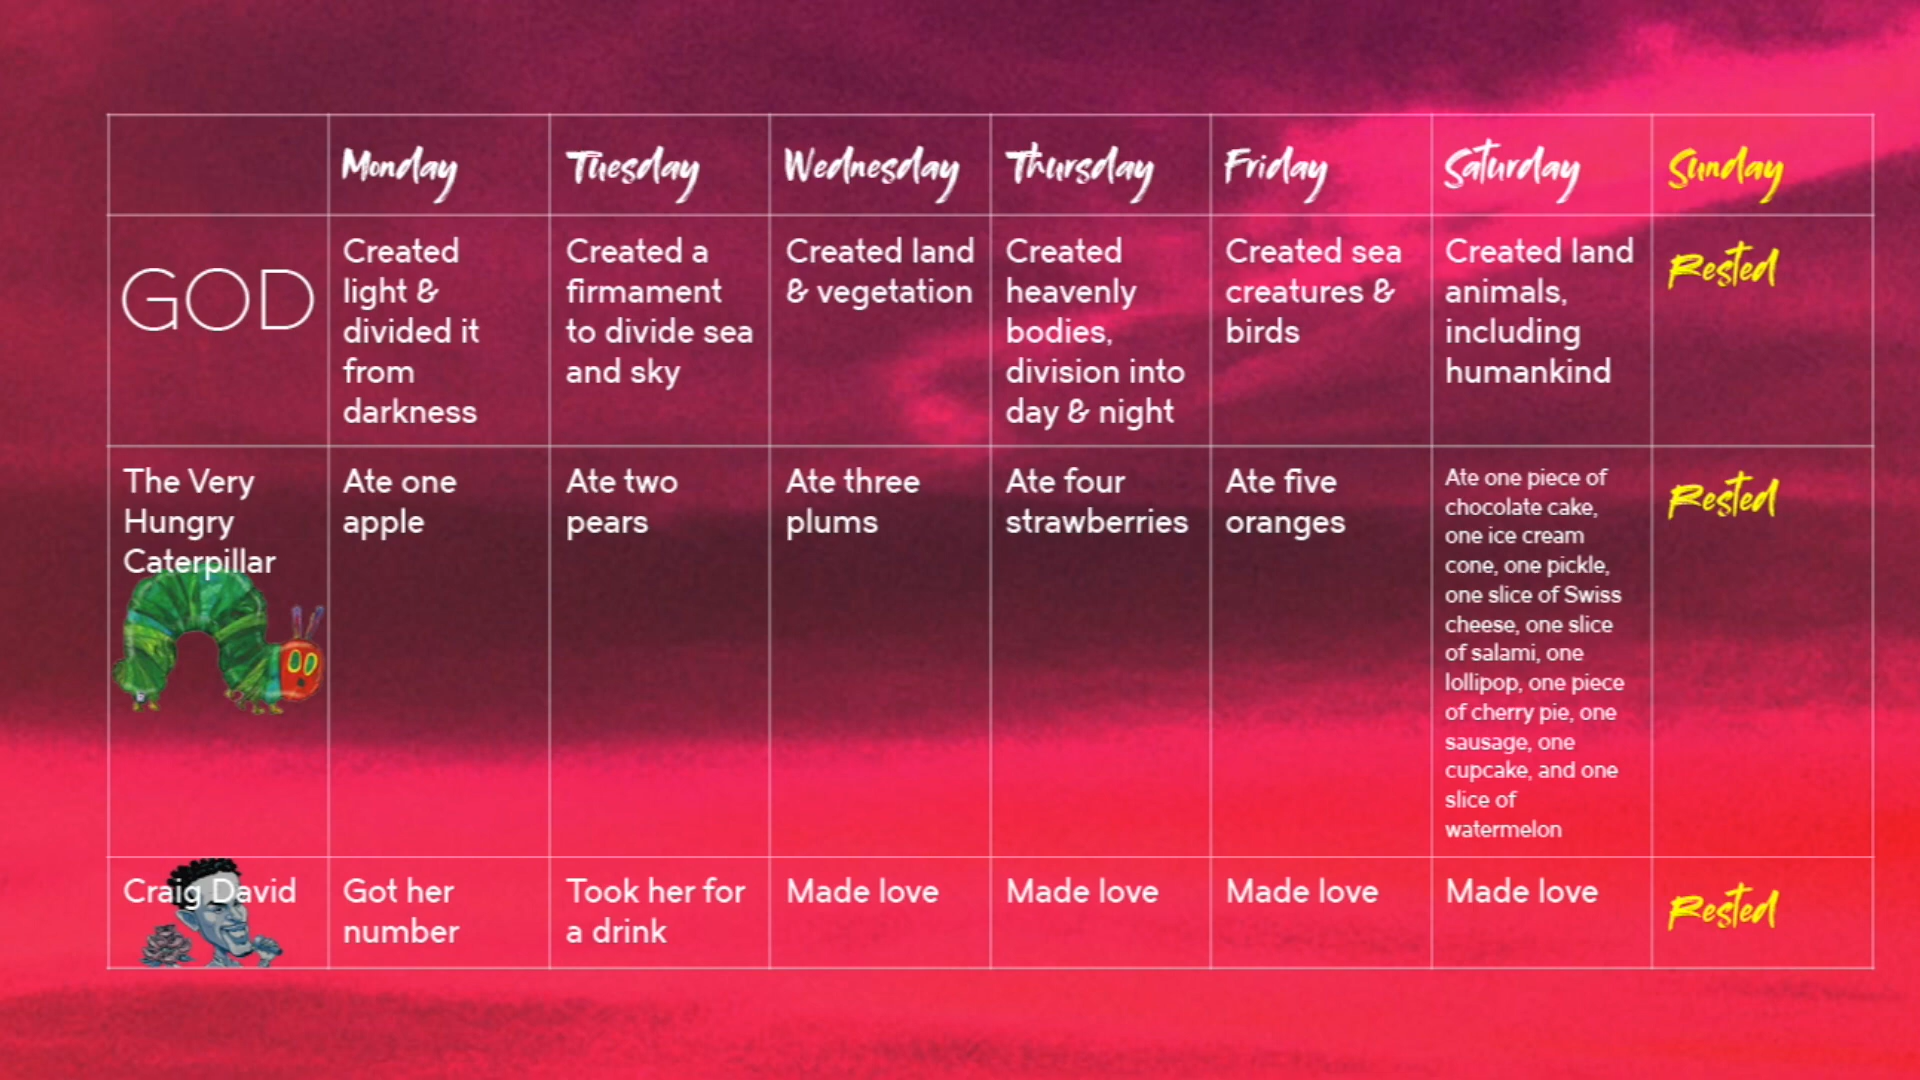 Monday
Tuesday
Wednesday
Thursday
Friday
Saturday
Sunday
GOD
Created
light &
divided it
from
darkness
Created a
firmament
to divide sea
and sky
Created land
& vegetation
Created
heavenly
bodies,
division into
day & night
Created sea
creatures &
birds
Created land
animals,
including
humankind
Rested
The Very
Hungry
Caterpillar
Ate one
apple
Ate two
pears
Ate three
plums
Ate four
strawberries
Ate five
oranges
Ate one piece of
chocolate cake,
one ice cream
cone, one pickle,
one slice of Swiss
cheese, one slice
of salami, one
lollipop, one piece
of cherry pie, one
sausage, one
cupcake, and one
slice of
watermelon
Rested
Craig David
Got her
number
Took her for
a drink
Made love
Made love
Made love
Made love
Rested